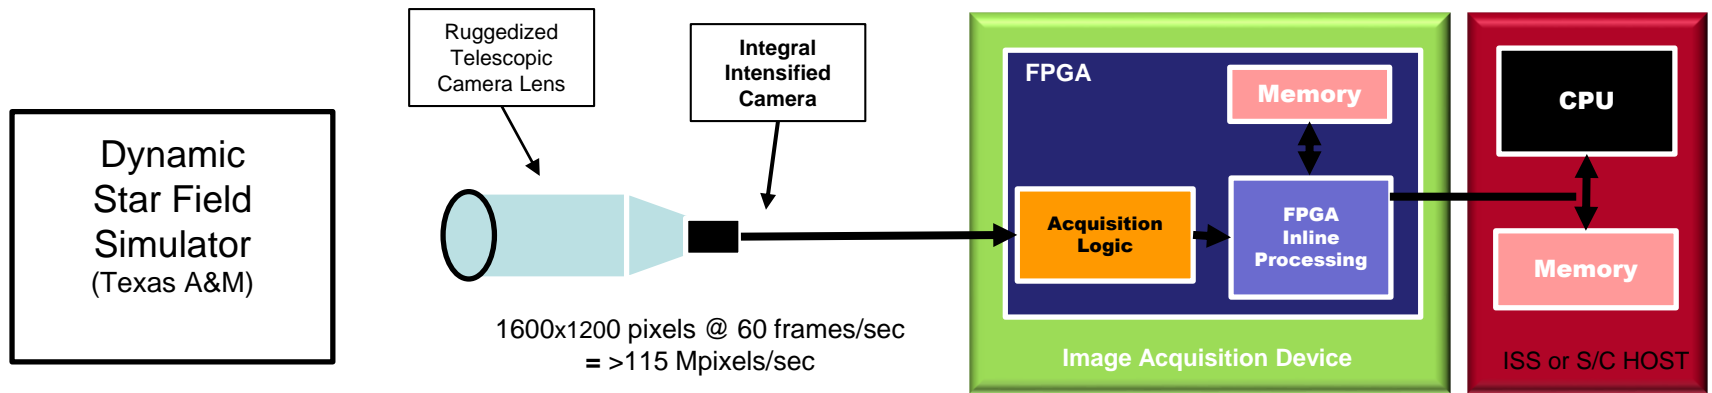 Dynamic
Star Field
Simulator
(Texas A&M)
Ruggedized
Telescopic
Camera Lens
Integral
Intensified
Camera
1600x1200 pixels @ 60 frames/sec
= >115 Mpixels/sec
FPGA
Memory
Acquisition
Logic
FPGA
Inline
Processing
Image Acquisition Device
CPU
Memory
ISS or S/C HOST